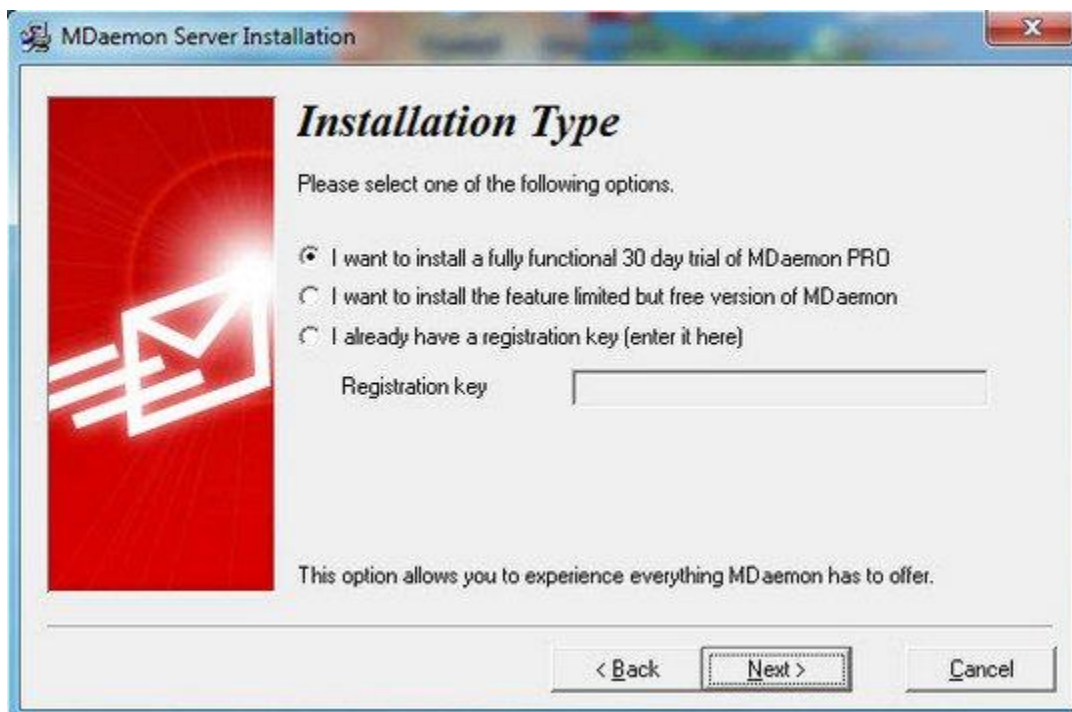 MDaemon Server Installation
Installation Type
Please select one of the following options.
I want to install a fully functional 30 day trial of MDaemon PRO
I want to install the feature limited but free version of MDaemon
I already have a registration key (enter it here)
Registration key
This option allows you to experience everything MDaemon has to offer.
< Back Next > Cancel